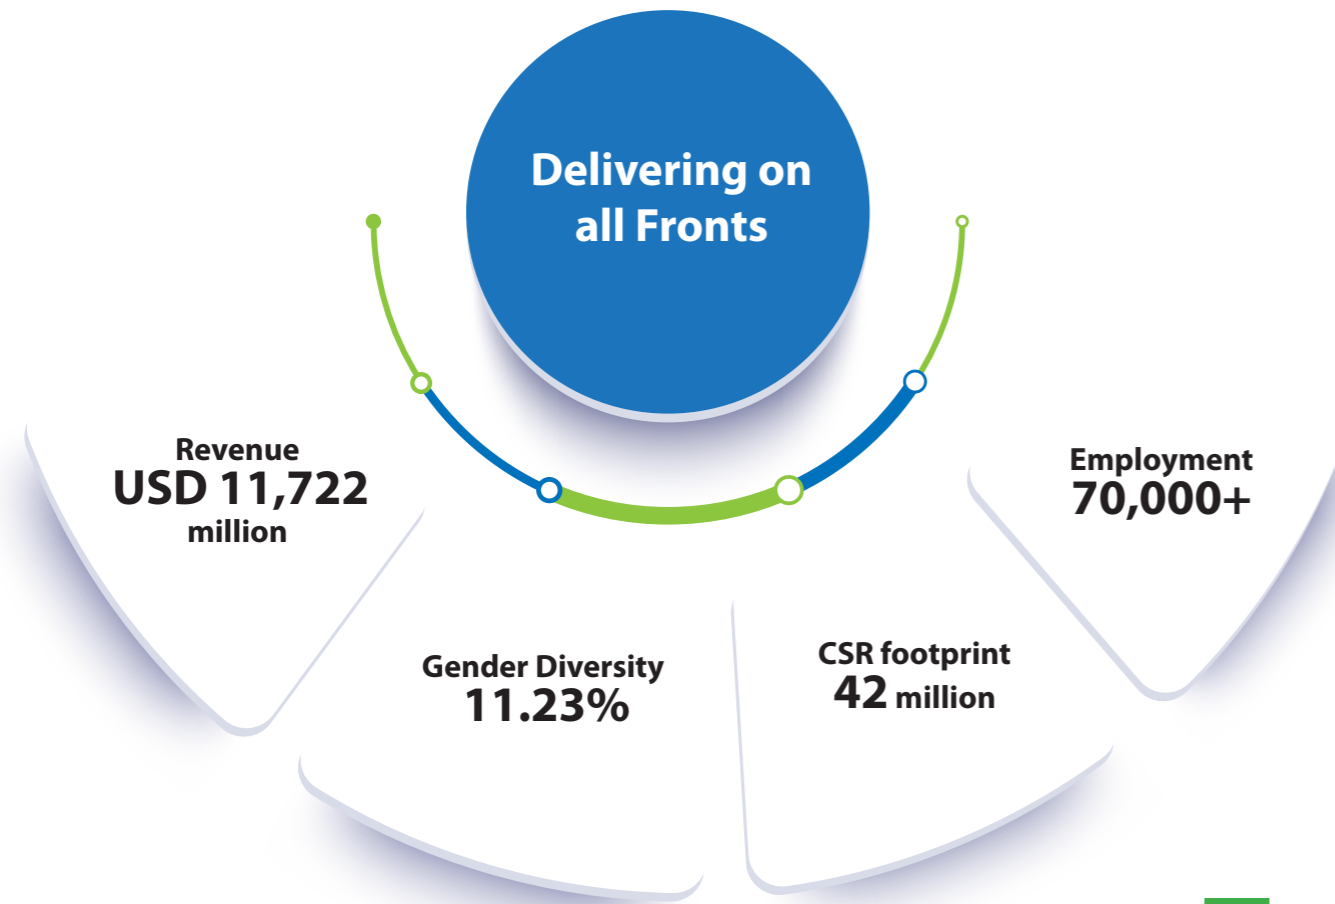 Delivering on
all Fronts
Revenue
USD 11,722
million
Gender Diversity
11.23%
CSR footprint
42 million
Employment
70,000+